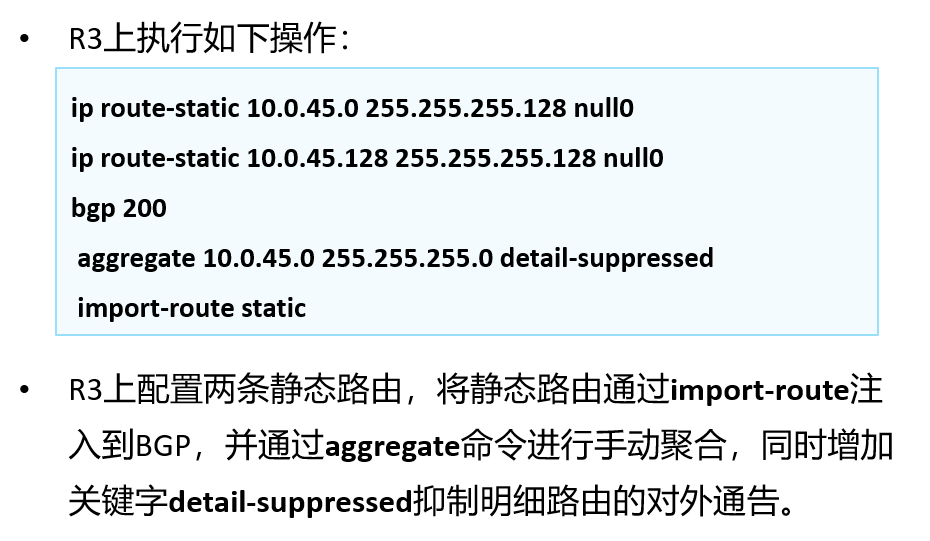 • R3上执行如下操作：
ip route-static 10.0.45.0 255.255.255.128 null0
ip route-static 10.0.45.128 255.255.255.128 null0
bgp 200
aggregate 10.0.45.0 255.255.255.0 detail-suppressed
import-route static
• R3上配置两条静态路由，将静态路由通过import-route注
入到BGP，并通过aggregate命令进行手动聚合，同时增加
关键字detail-suppressed抑制明细路由的对外通告。